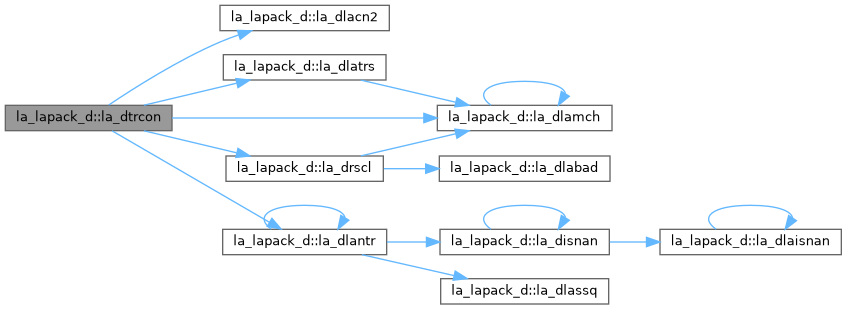 la_lapack_d::la_dtrcon
la_lapack_d::la_dlacn2
la_lapack_d::la_dlatrs
la_lapack_d::la_dlamch
la_lapack_d::la_drscl
la_lapack_d::la_dlabad
la_lapack_d::la_dlantr
la_lapack_d::la_disnan
la_lapack_d::la_dlaisnan
la_lapack_d::la_dlassq